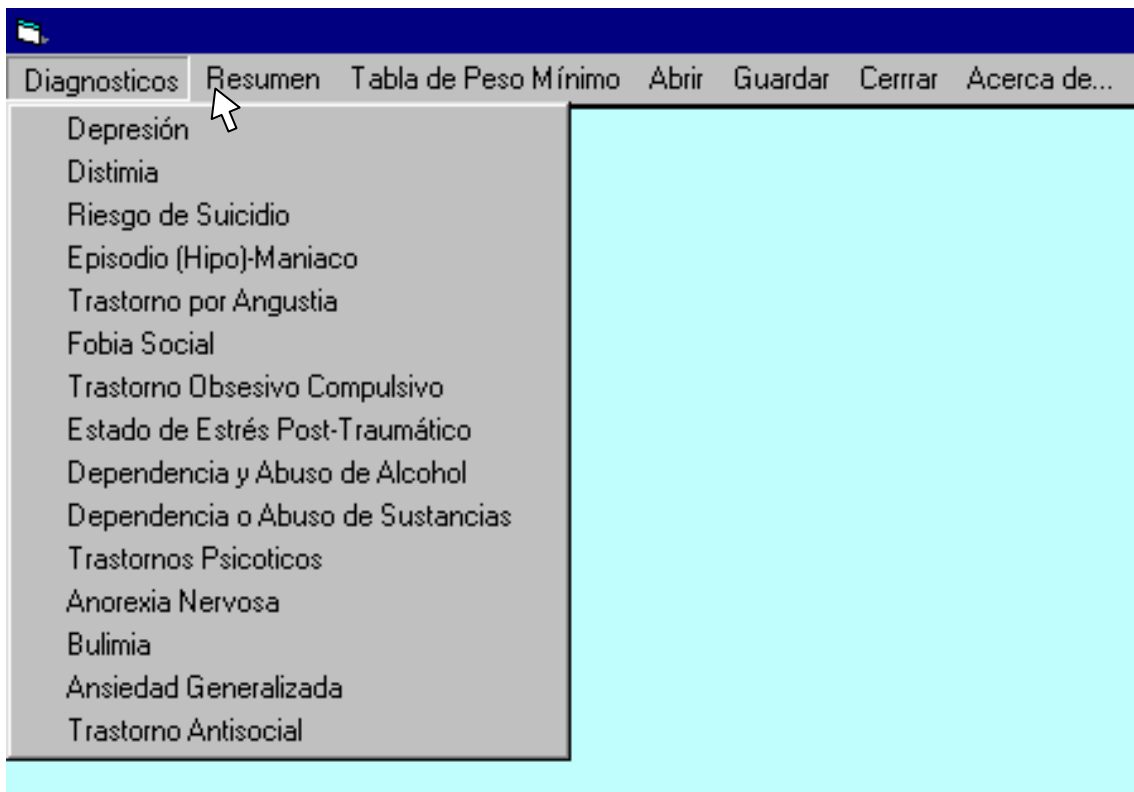 Diagnosticos Resumen Tabla de Peso Mínimo Abrir Guardar Cerrrar Acerca de...
Depresión
Distimia
Riesgo de Suicidio
Episodio (Hipo)-Maniaco
Trastorno por Angustia
Fobia Social
Trastorno Obsesivo Compulsivo
Estado de Estrés Post-Traumático
Dependencia y Abuso de Alcohol
Dependencia o Abuso de Sustancias
Trastornos Psicoticos
Anorexia Nervosa
Bulimia
Ansiedad Generalizada
Trastorno Antisocial